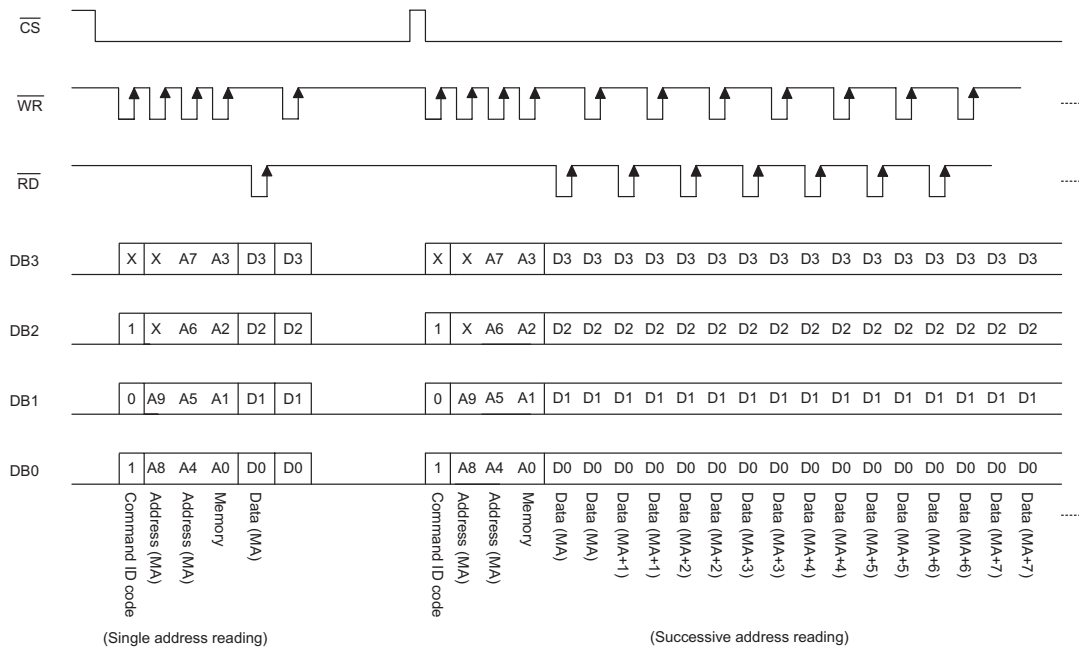 CS
WR
RD
DB3 X X A7 A3 D3 D3 X X A7 A3 D3 D3 D3 D3 D3 D3 D3 D3 D3 D3 D3 D3 D3 D3 D3 D3
DB2 1 X A6 A2 D2 D2 1 X A6 A2 D2 D2 D2 D2 D2 D2 D2 D2 D2 D2 D2 D2 D2 D2 D2 D2
DB1 0 A9 A5 A1 D1 D1 0 A9 A5 A1 D1 D1 D1 D1 D1 D1 D1 D1 D1 D1 D1 D1 D1 D1 D1 D1
DB0 1 A8 A4 A0 D0 D0 1 A8 A4 A0 D0 D0 D0 D0 D0 D0 D0 D0 D0 D0 D0 D0 D0 D0 D0 D0
Command ID code
Address (MA)
Address (MA)
Memory
Data (MA)
Command ID code
Address (MA)
Address (MA)
Memory
Data (MA)
Data (MA)
Data (MA+1)
Data (MA+1)
Data (MA+2)
Data (MA+2)
Data (MA+3)
Data (MA+3)
Data (MA+4)
Data (MA+4)
Data (MA+5)
Data (MA+5)
Data (MA+6)
Data (MA+6)
Data (MA+7)
Data (MA+7)
(Single address reading)
(Successive address reading)